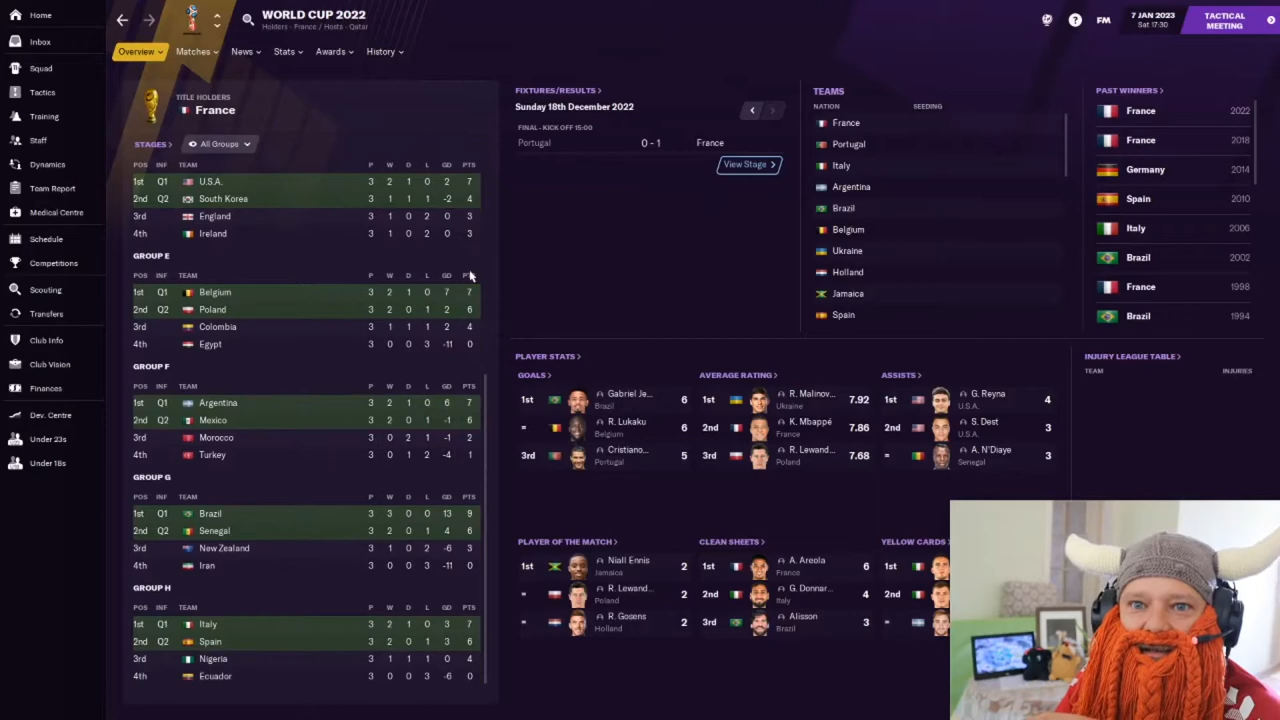 Home
Inbox
Squad
Tactics
Training
Staff
Dynamics
Team Report
Medical Centre
Schedule
Competitions
Scouting
Transfers
Club Info
Club Vision
Finances
Dev. Centre
Under 23s
Under 18s
WORLD CUP 2022
Holders - France / Hosts - Qatar
FM
7 JAN 2023
Sat 17:30
TACTICAL MEETING
Overview Matches News Stats Awards History
TITLE HOLDERS
France
STAGES > All Groups
POS INF TEAM P W D L GD PTS
1st Q1 U.S.A. 3 2 1 0 2 7
2nd Q2 South Korea 3 1 1 1 -2 4
3rd England 3 1 0 2 0 3
4th Ireland 3 1 0 2 0 3
GROUP E
POS INF TEAM P W D L GD
1st Q1 Belgium 3 2 1 0 7 7
2nd Q2 Poland 3 2 0 1 2 6
3rd Colombia 3 1 1 1 2 4
4th Egypt 3 0 0 3 -11 0
GROUP F
POS INF TEAM P W D L GD PTS
1st Q1 Argentina 3 2 1 0 6 7
2nd Q2 Mexico 3 2 0 1 -1 6
3rd Morocco 3 0 2 1 -1 2
4th Turkey 3 0 1 2 -4 1
GROUP G
POS INF TEAM P W D L GD PTS
1st Q1 Brazil 3 3 0 0 13 9
2nd Q2 Senegal 3 2 0 1 4 6
3rd New Zealand 3 1 0 2 -6 3
4th Iran 3 0 0 3 -11 0
GROUP H
POS INF TEAM P W D L GD PTS
1st Q1 Italy 3 2 1 0 3 7
2nd Q2 Spain 3 2 0 1 3 6
3rd Nigeria 3 1 1 1 0 4
4th Ecuador 3 0 0 3 -6 0
FIXTURES/RESULTS >
Sunday 18th December 2022
FINAL - KICK OFF 15:00
Portugal 0 - 1 France
View Stage >
TEAMS
NATION SEEDING
France
Portugal
Italy
Argentina
Brazil
Belgium
Ukraine
Holland
Jamaica
Spain
PAST WINNERS >
France 2022
France 2018
Germany 2014
Spain 2010
Italy 2006
Brazil 2002
France 1998
Brazil 1994
PLAYER STATS >
GOALS >
1st Gabriel Je... 6
Brazil
= R. Lukaku 6
Belgium
3rd Cristiano... 5
Portugal
AVERAGE RATING >
1st R. Malinov... 7.92
Ukraine
2nd K. Mbappé 7.86
France
3rd R. Lewand... 7.68
Poland
ASSISTS >
1st G. Reyna 4
U.S.A.
2nd S. Dest 3
U.S.A.
= A. N'Diaye 3
Senegal
INJURY LEAGUE TABLE >
TEAM INJURIES
PLAYER OF THE MATCH >
1st Niall Ennis 2
Jamaica
= R. Lewand... 2
Poland
= R. Gosens 2
Holland
CLEAN SHEETS >
1st A. Areola 6
France
2nd G. Donnar... 4
Italy
3rd Alisson 3
Brazil
YELLOW CARDS
1st
2nd
=